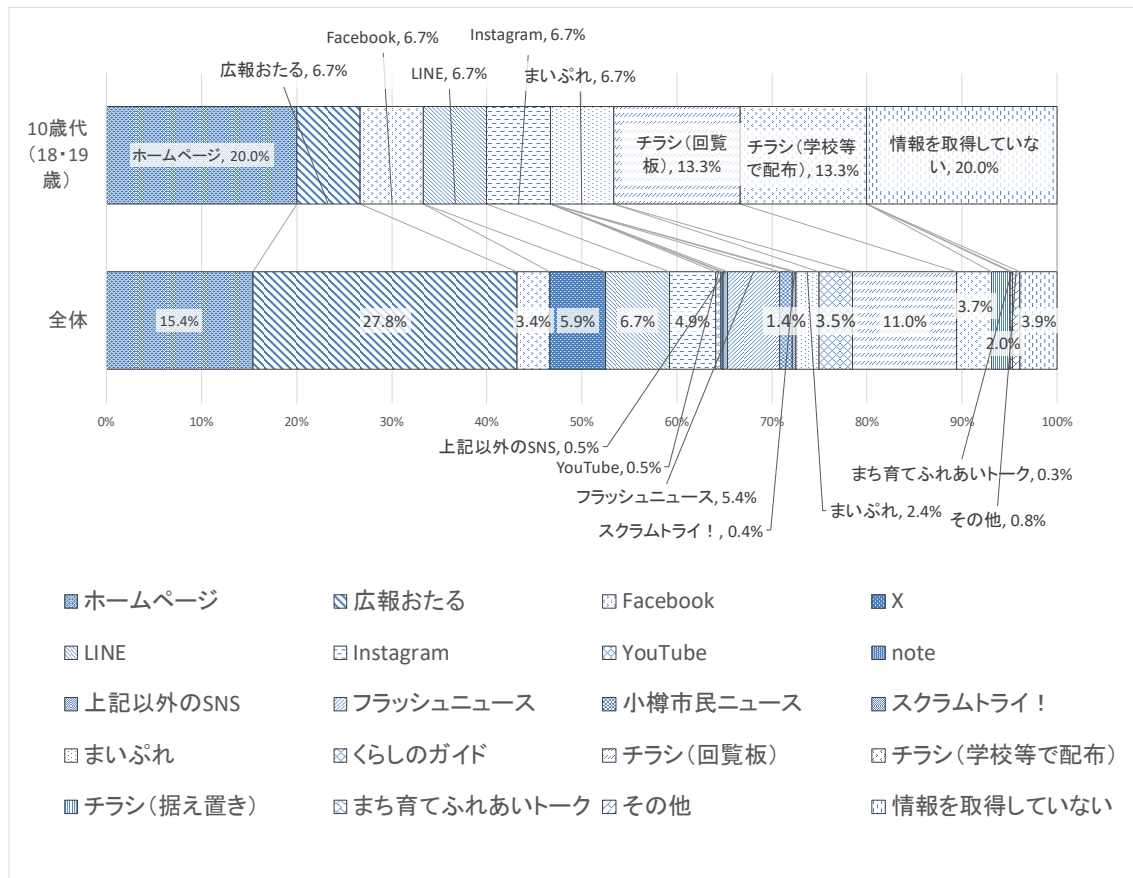 Facebook, 6.7%
Instagram, 6.7%
広報おたる, 6.7%
LINE, 6.7%
まいぷれ, 6.7%
10歳代
(18・19
歳)
ホームページ, 20.0%
チラシ(回覧
板), 13.3%
チラシ(学校等
で配布), 13.3%
情報を取得していな
い, 20.0%
全体
15.4%
27.8%
3.4%
5.9%
6.7%
4.9%
1.4%
3.5%
11.0%
3.7%
2.0%
3.9%
0%
10%
20%
30%
40%
50%
60%
70%
80%
90%
100%
上記以外のSNS, 0.5%
YouTube, 0.5%
フラッシュニュース, 5.4%
スクラムトライ!, 0.4%
まいぷれ, 2.4%
まち育てふれあいトーク, 0.3%
その他, 0.8%
ホームページ
広報おたる
Facebook
X
LINE
Instagram
YouTube
note
上記以外のSNS
フラッシュニュース
小樽市民ニュース
スクラムトライ!
まいぷれ
くらしのガイド
チラシ(回覧板)
チラシ(学校等で配布)
チラシ(据え置き)
まち育てふれあいトーク
その他
情報を取得していない